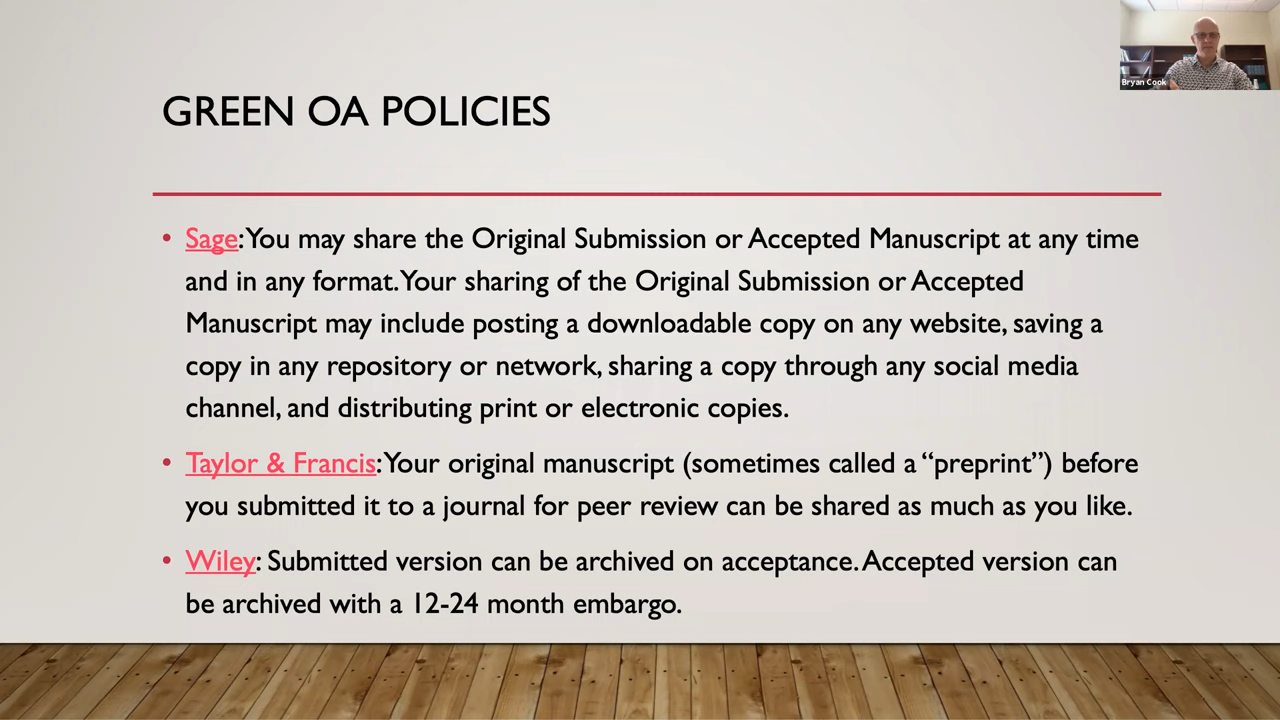 Bryan Cook
GREEN OA POLICIES
• Sage: You may share the Original Submission or Accepted Manuscript at any time
and in any format. Your sharing of the Original Submission or Accepted
Manuscript may include posting a downloadable copy on any website, saving a
copy in any repository or network, sharing a copy through any social media
channel, and distributing print or electronic copies.
• Taylor & Francis: Your original manuscript (sometimes called a “preprint”) before
you submitted it to a journal for peer review can be shared as much as you like.
• Wiley: Submitted version can be archived on acceptance. Accepted version can
be archived with a 12-24 month embargo.